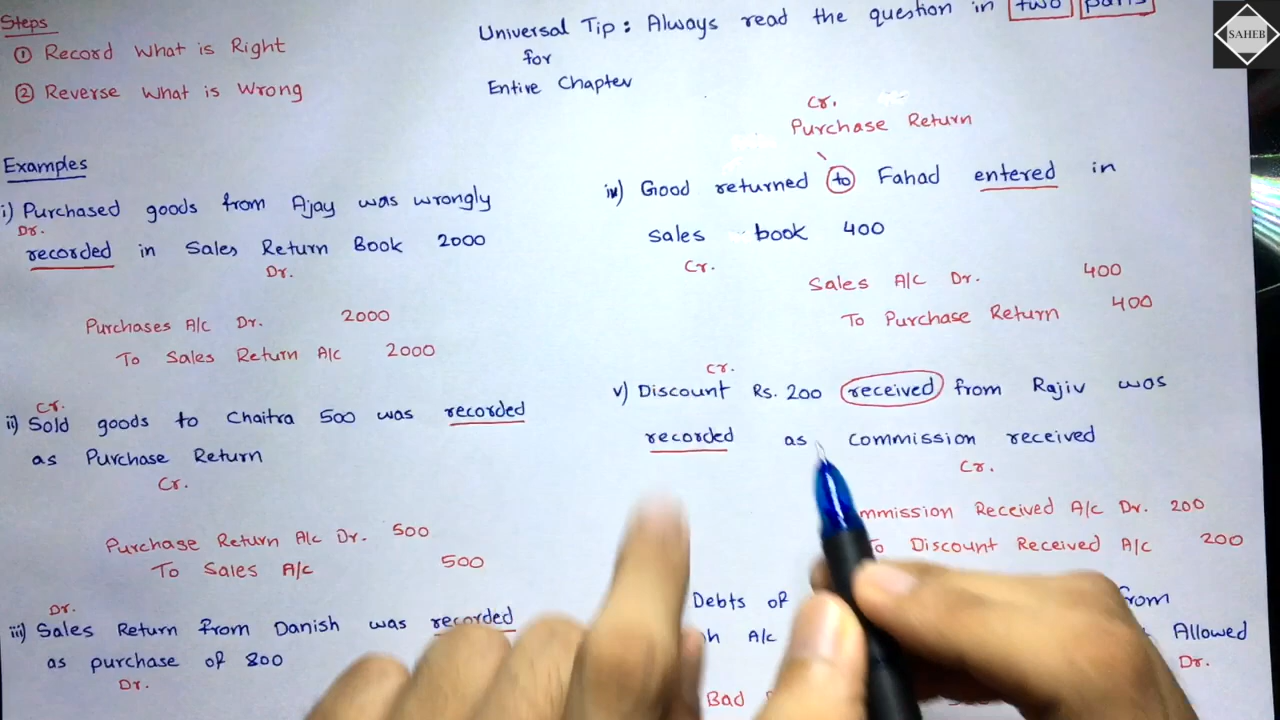 Steps
① Record What is Right
② Reverse What is Wrong
Universal Tip: Always read the question in two parts
for
Entire Chapter
SAHEB
Examples
i) Purchased goods from Ajay was wrongly
Dr.
recorded in Sales Return Book 2000
Dr.
Purchases A/c Dr. 2000
To Sales Return A/c 2000
Cr.
ii) Sold goods to Chaitra 500 was recorded
as Purchase Return
Cr.
Purchase Return A/c Dr. 500
To Sales A/c 500
Dr.
iii) Sales Return from Danish was recorded
as purchase of 800
Dr.
Cr.
Purchase Return
iv) Good returned to Fahad entered in
sales book 400
Cr.
Sales A/c Dr. 400
To Purchase Return 400
Cr.
v) Discount Rs. 200 received from Rajiv was
recorded as commission received
Cr.
mmission Received A/c Dr. 200
To Discount Received A/c 200
Debts of from
A/c Allowed
Dr.
Bad